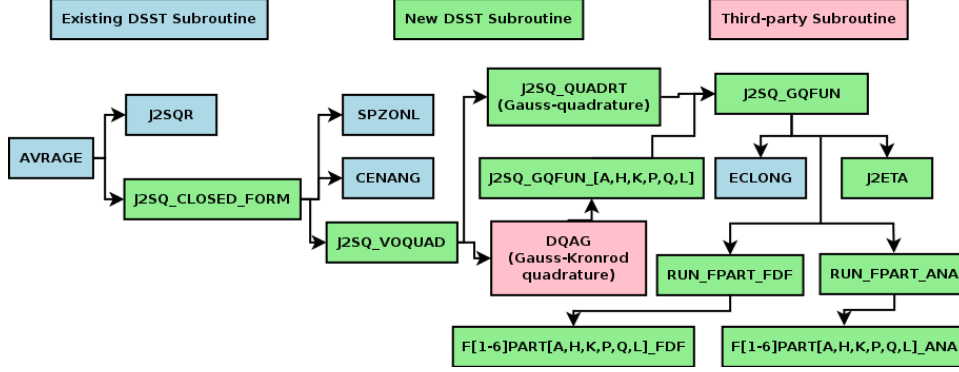 Existing DSST Subroutine
New DSST Subroutine
Third-party Subroutine
J2SQ_QUADRT
(Gauss-quadrature)
J2SQ_GQFUN
J2SQR
SPZONL
AVRAGE
CENANG
J2SQ_GQFUN_[A,H,K,P,Q,L]
ECLONG
J2ETA
J2SQ_CLOSED_FORM
J2SQ_VOQUAD
DQAG
(Gauss-Kronrod
quadrature)
RUN_FPART_FDF
RUN_FPART_ANA
F[1-6]PART[A,H,K,P,Q,L]_FDF
F[1-6]PART[A,H,K,P,Q,L]_ANA